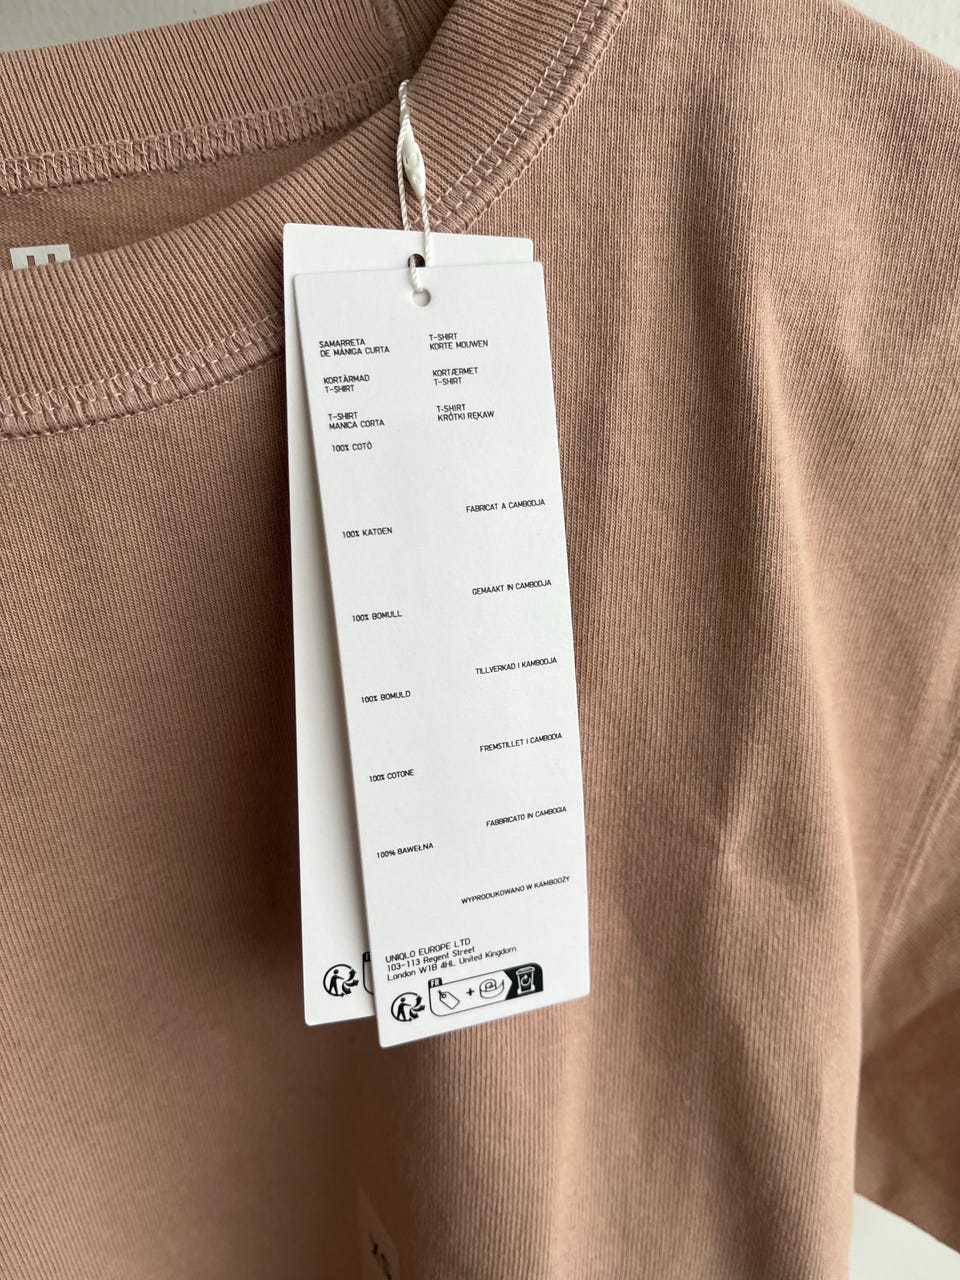 SAMARRETA
DE MÀNIGA CURTA
T-SHIRT
KORTE MOUWEN
KORTÄRMAD
T-SHIRT
KORTÆRMET
T-SHIRT
T-SHIRT
MANICA CORTA
T-SHIRT
KRÓTKI RĘKAW
100% COTÓ
FABRICAT A CAMBODJA
100% KATOEN
GEMAAKT IN CAMBODJA
100% BOMULL
TILLVERKAD I KAMBODJA
100% BOMULD
FREMSTILLET I CAMBODIA
100% COTONE
FABBRICATO IN CAMBOGIA
100% BAWEŁNA
WYPRODUKOWANO W KAMBODŻY
UNIQLO EUROPE LTD
103-113 Regent Street
London W1B 4HL United Kingdom
FR